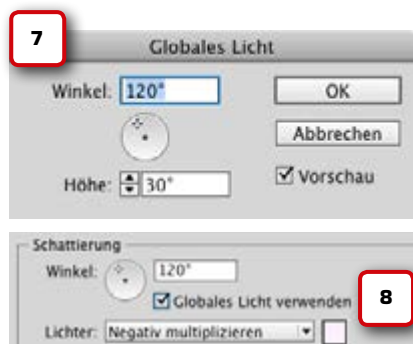 7
Globales Licht
Winkel: 120°
OK
Abbrechen
Höhe: 30°
Vorschau
Schattierung
Winkel: 120°
Globales Licht verwenden
8
Lichter: Negativ multiplizieren